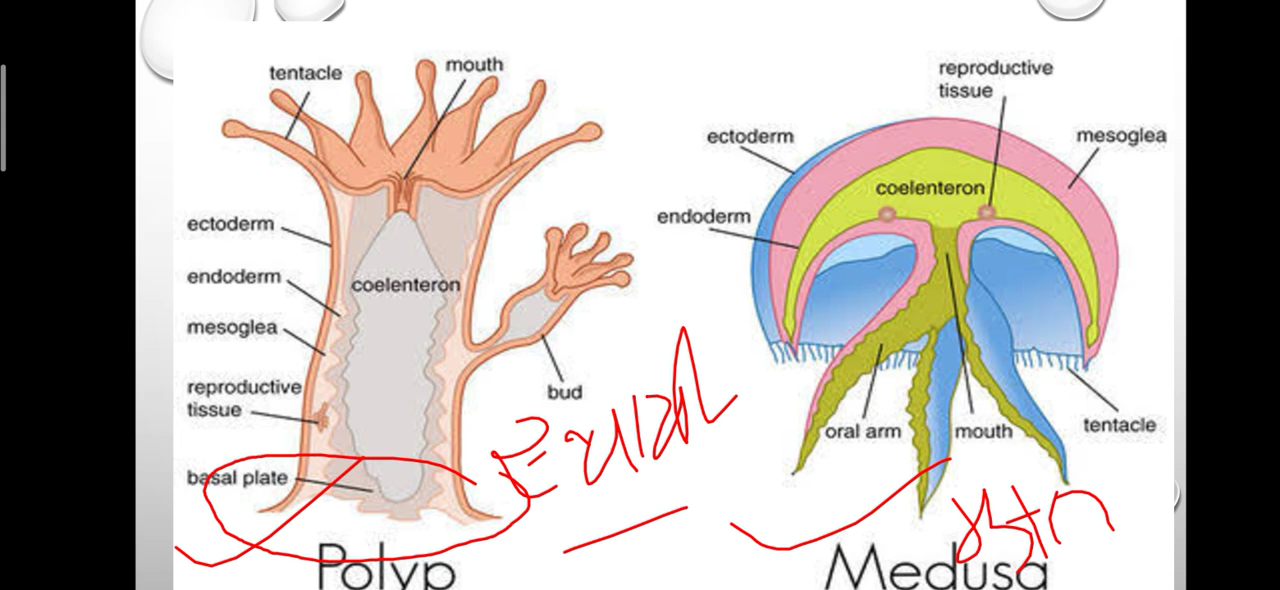 tentacle
mouth
ectoderm
endoderm
mesoglea
reproductive
tissue
basal plate
coelenteron
bud
Polyp
reproductive
tissue
ectoderm
mesoglea
coelenteron
endoderm
oral arm
mouth
tentacle
Medusa